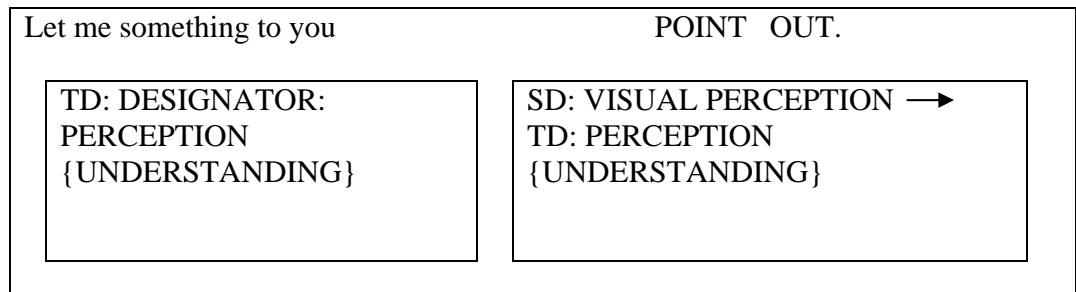 Let me something to you POINT OUT.
TD: DESIGNATOR:
PERCEPTION
{UNDERSTANDING}
SD: VISUAL PERCEPTION →
TD: PERCEPTION
{UNDERSTANDING}